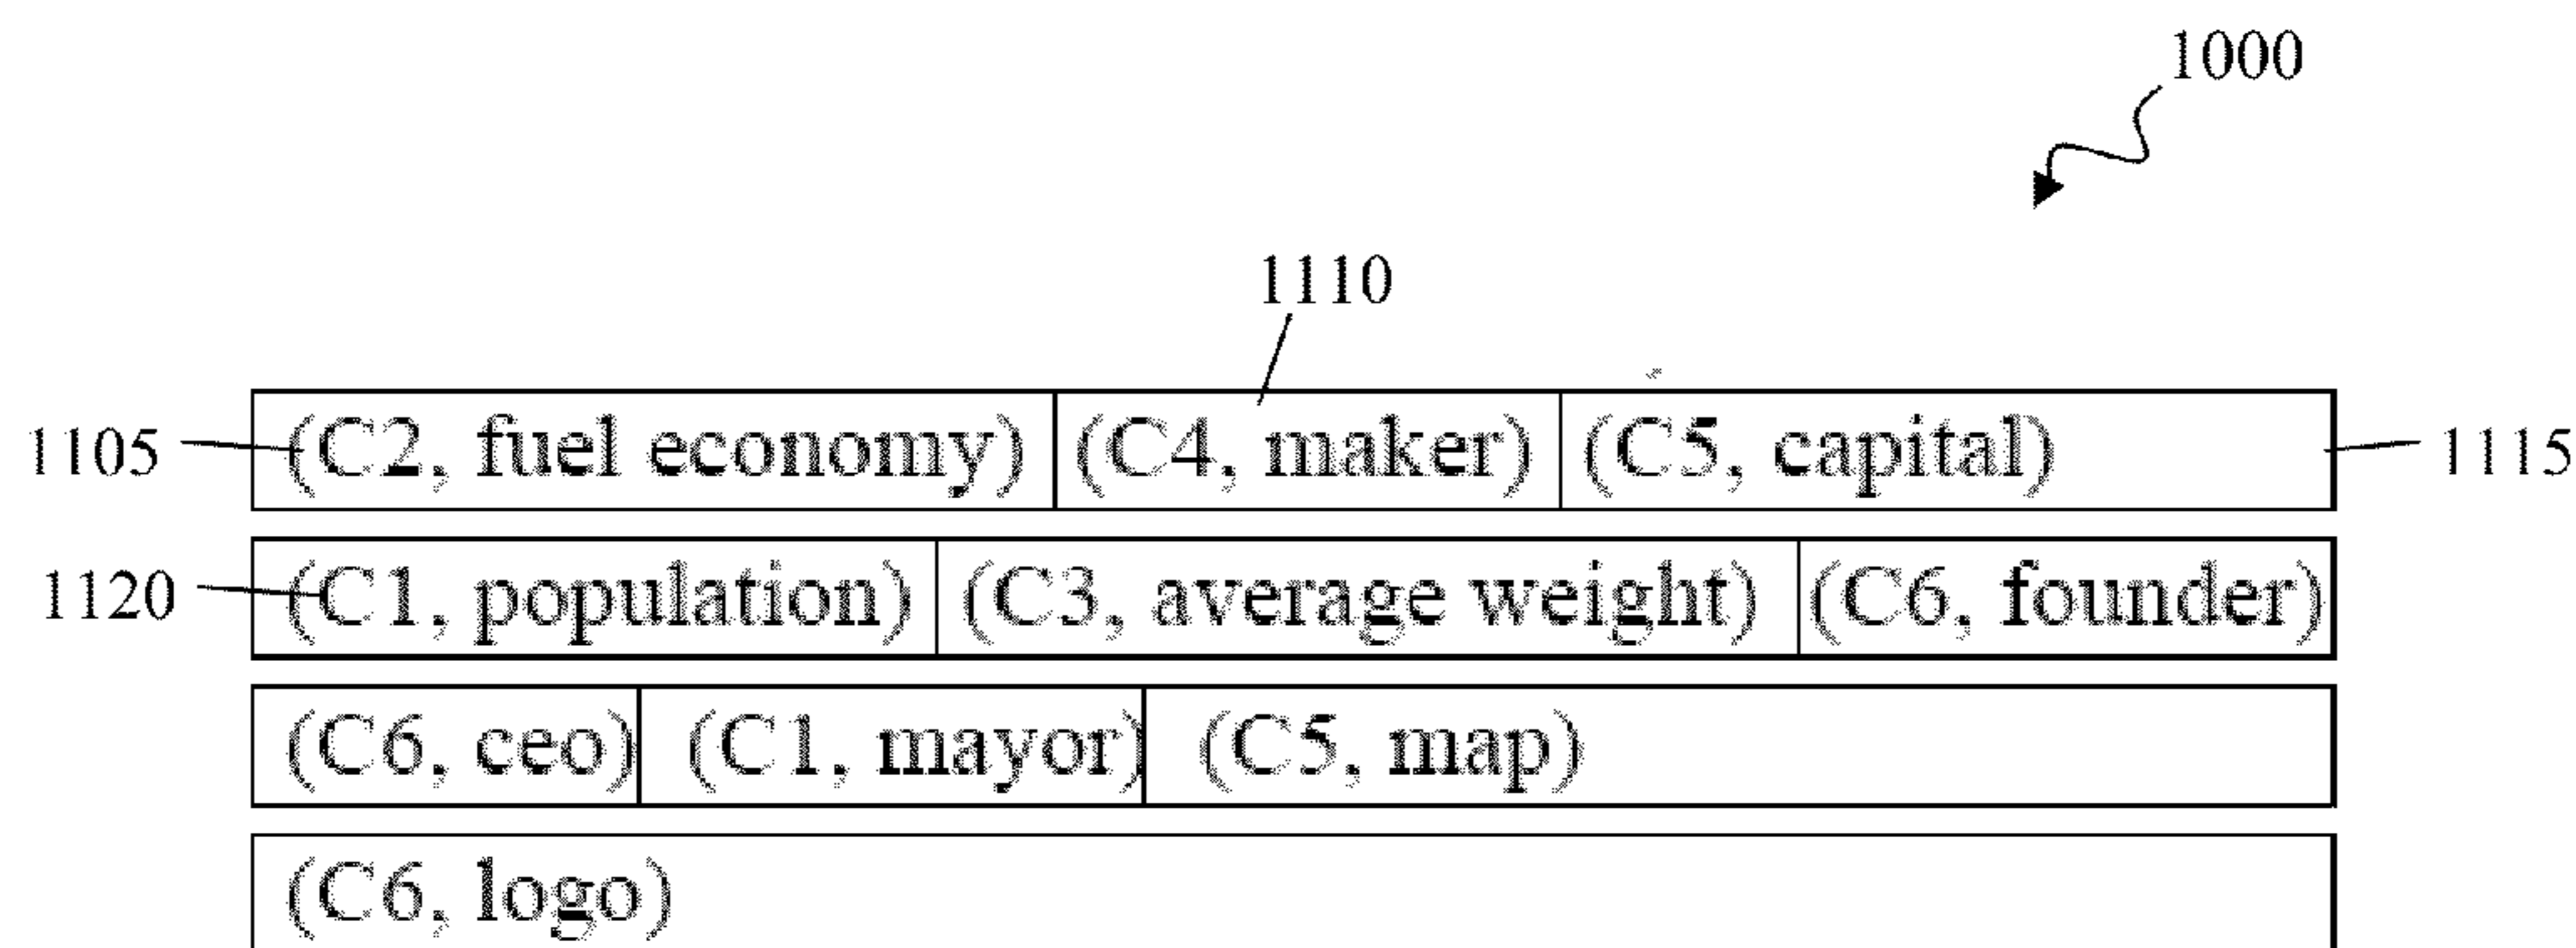 1000
1110
1105 (C2, fuel economy) (C4, maker) (C5, capital) 1115
1120 (C1, population) (C3, average weight) (C6, founder)
(C6, ceo) (C1, mayor) (C5, map)
(C6, logo)